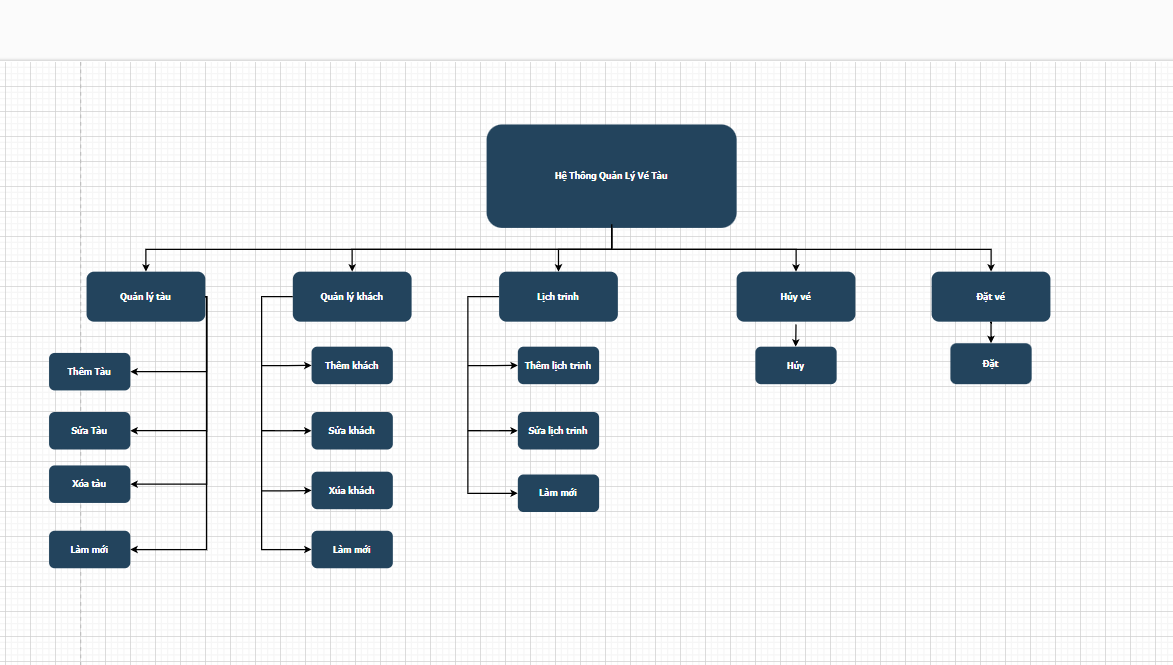 Hệ Thông Quản Lý Vé Tàu
Quản lý tàu
Quản lý khách
Lịch trình
Hủy vé
Đặt vé
Thêm Tàu
Thêm khách
Thêm lịch trình
Húy
Đặt
Sửa Tàu
Sửa khách
Sửa lịch trình
Xóa tàu
Xúa khách
Làm mới
Làm mới
Làm mới